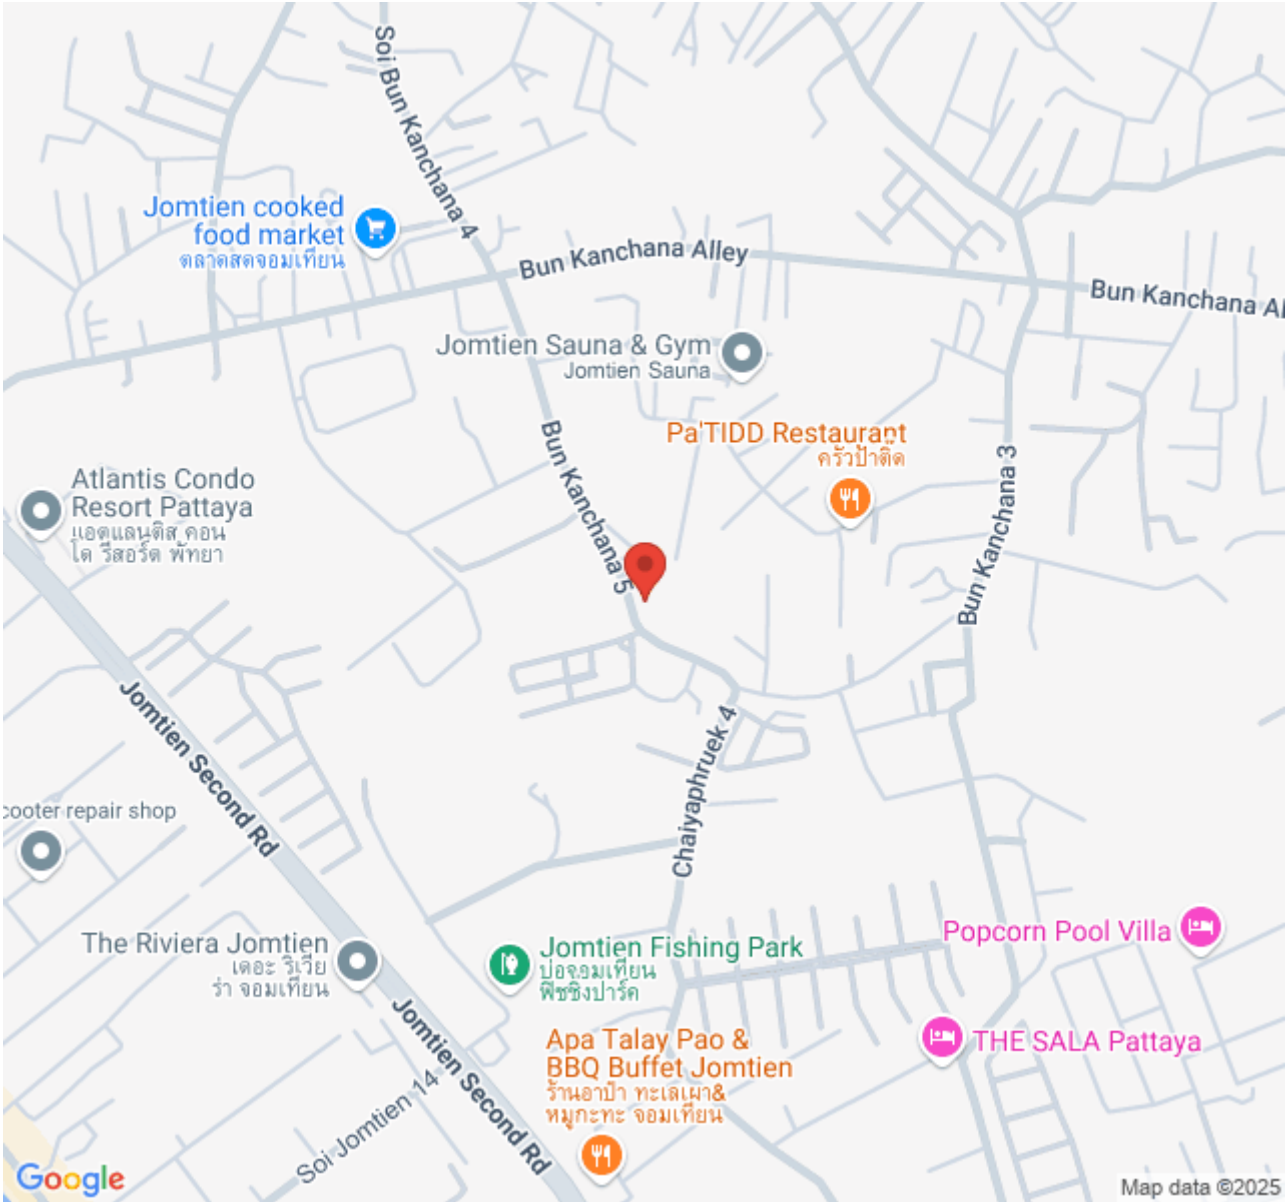 Soi Bun Kanchana 4
Jomtien cooked
food market
ตลาดสดจอมเทียน
Bun Kanchana Alley
Bun Kanchana Al
Jomtien Sauna & Gym
Jomtien Sauna
Pa'TIDD Restaurant
ครัวป้าติ๊ด
Bun Kanchana 5
Bun Kanchana 3
Atlantis Condo
Resort Pattaya
แอตแลนติส คอน
โด รีสอร์ต พัทยา
Jomtien Second Rd
Chaiyaphruek 4
cooter repair shop
The Riviera Jomtien
เดอะ ริเวีย
ร่า จอมเทียน
Jomtien Fishing Park
บ่อจอมเทียน
ฟิชชิ่งปาร์ค
Popcorn Pool Villa
THE SALA Pattaya
Jomtien Second Rd
Apa Talay Pao &
BBQ Buffet Jomtien
ร้านอาป๋า ทะเลเผา&
หมูกะทะ จอมเทียน
Soi Jomtien 14
Google
Map data ©2025